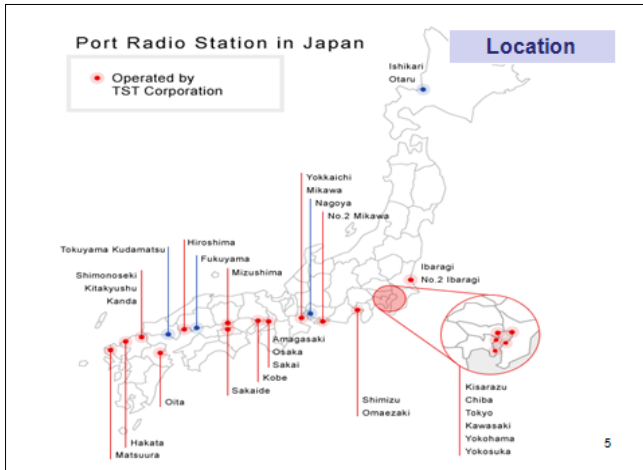 Port Radio Station in Japan
Location
Operated by
TST Corporation
Ishikari
Otaru
Yokkaichi
Mikawa
Nagoya
No.2 Mikawa
Hiroshima
Tokuyama Kudamatsu
Fukuyama
Mizushima
Shimonoseki
Kitakyushu
Kanda
Ibaragi
No.2 Ibaragi
Amagasaki
Osaka
Sakai
Kobe
Sakaide
Oita
Hakata
Matsuura
Shimizu
Omaezaki
Kisarazu
Chiba
Tokyo
Kawasaki
Yokohama
Yokosuka
5